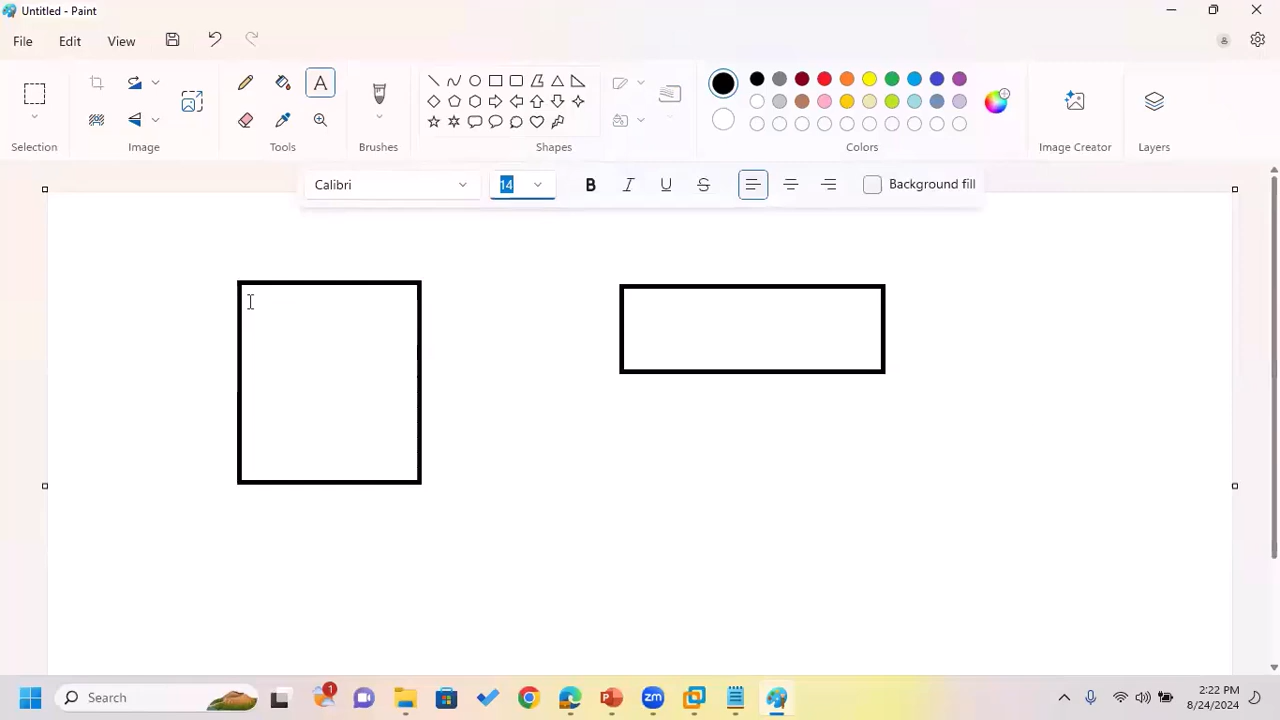 Untitled - Paint
File Edit View
A
Selection Image Tools Brushes Shapes Colors Image Creator Layers
Calibri 14 B I U S Background fill
Search
1
zm
2:22 PM
8/24/2024